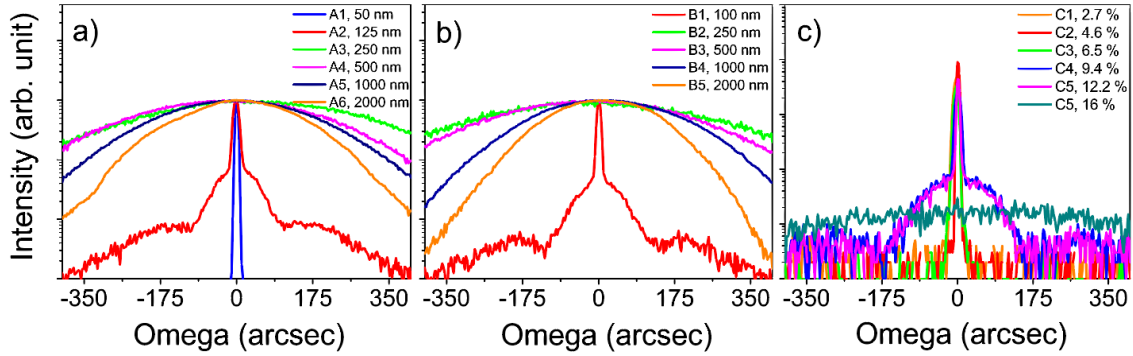 a)
A1, 50 nm
A2, 125 nm
A3, 250 nm
A4, 500 nm
A5, 1000 nm
A6, 2000 nm
b)
B1, 100 nm
B2, 250 nm
B3, 500 nm
B4, 1000 nm
B5, 2000 nm
c)
C1, 2.7 %
C2, 4.6 %
C3, 6.5 %
C4, 9.4 %
C5, 12.2 %
C5, 16 %
Intensity (arb. unit)
-350 -175 0 175 350
-350 -175 0 175 350
-350 -175 0 175 350
Omega (arcsec)
Omega (arcsec)
Omega (arcsec)